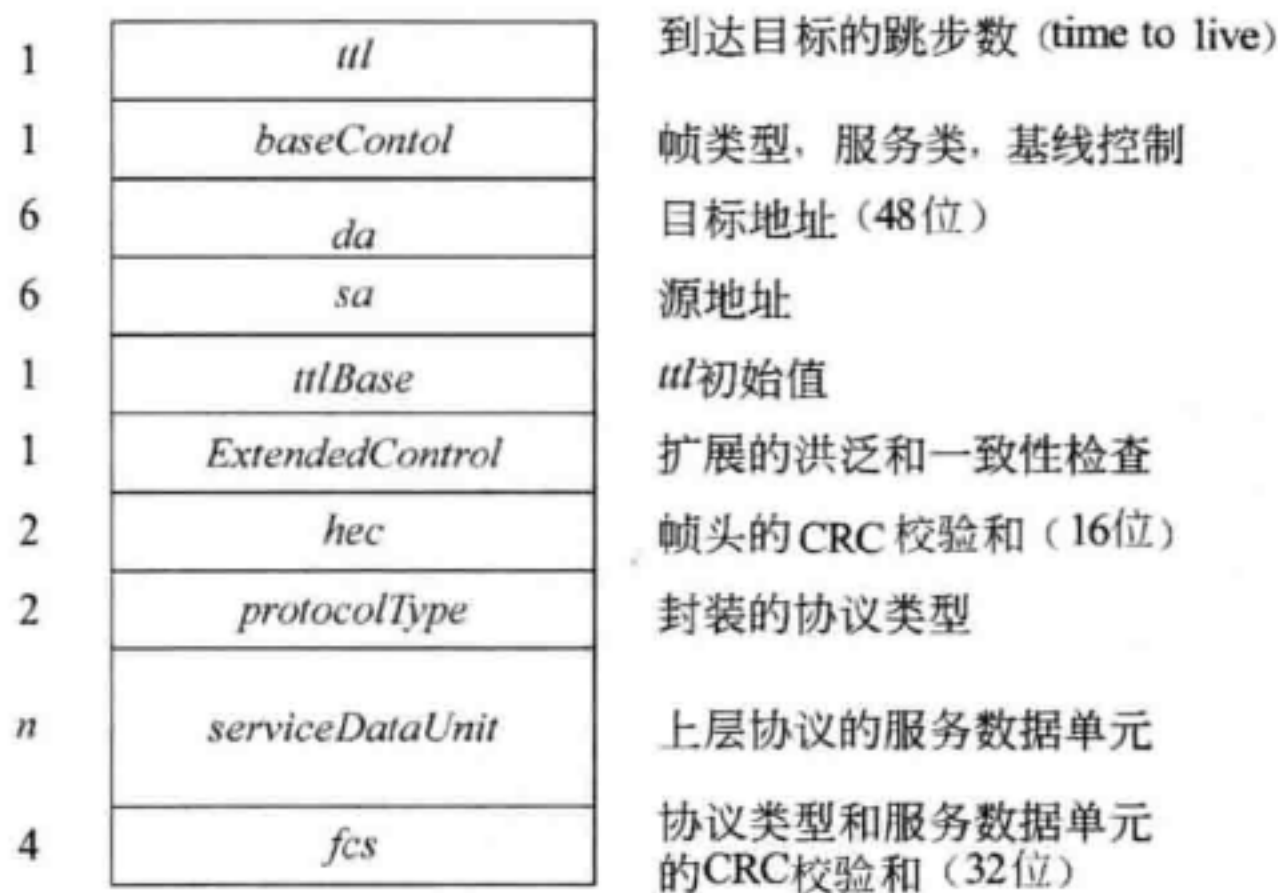 1 ttl 到达目标的跳步数 (time to live)
1 baseContol 帧类型,服务类,基线控制
6 da 目标地址(48位)
6 sa 源地址
1 ttlBase ttl初始值
1 ExtendedControl 扩展的洪泛和一致性检查
2 hec 帧头的CRC校验和(16位)
2 protocolType 封装的协议类型
n serviceDataUnit 上层协议的服务数据单元
4 fcs 协议类型和服务数据单元
的CRC校验和(32位)